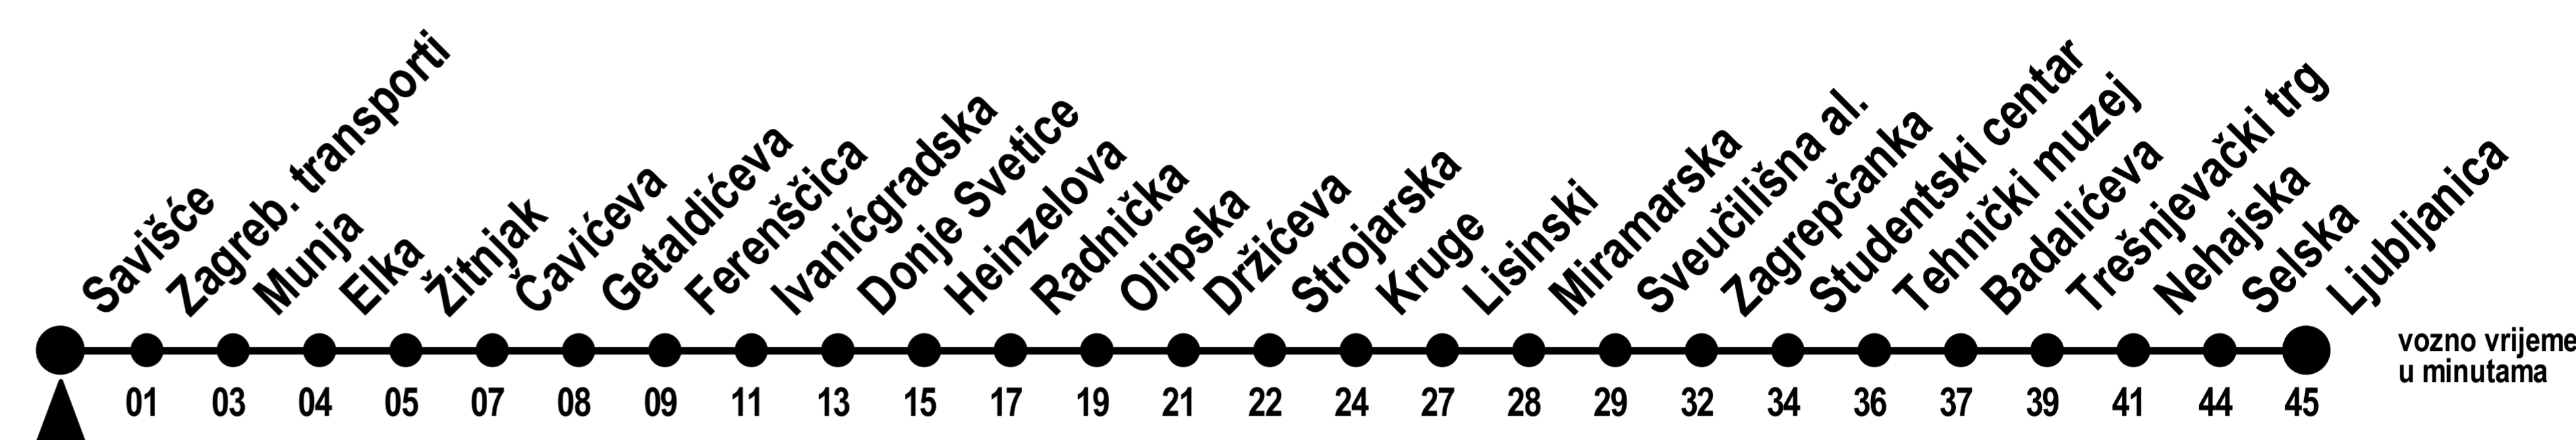 Savišće
Zagreb. transporti
Munja
Elka
Žitnjak
Čavićeva
Getaldićeva
Ferenščica
Ivanićgradska
Donje Svetice
Heinzelova
Radnička
Olipska
Držićeva
Strojarska
Kruge
Lisinski
Miramarska
Sveučilišna al.
Zagrepčanka
Studentski centar
Tehnički muzej
Badalićeva
Trešnjevački trg
Nehajska
Selska
Ljubljanica
vozno vrijeme
u minutama
01 03 04 05 07 08 09 11 13 15 17 19 21 22 24 27 28 29 32 34 36 37 39 41 44 45